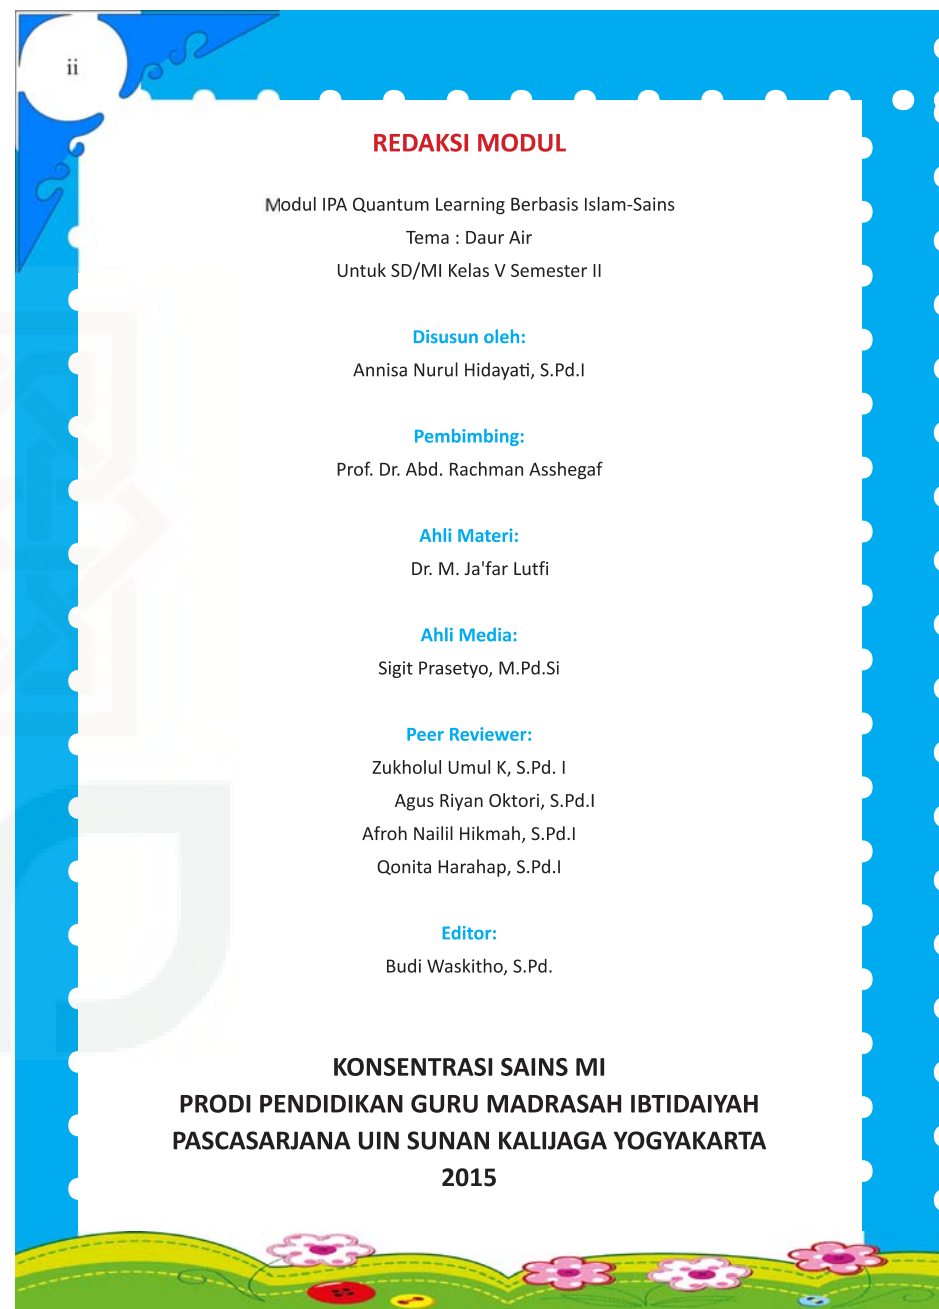 ii
REDAKSI MODUL
Modul IPA Quantum Learning Berbasis Islam-Sains
Tema : Daur Air
Untuk SD/MI Kelas V Semester II
Disusun oleh:
Annisa Nurul Hidayati, S.Pd.I
Pembimbing:
Prof. Dr. Abd. Rachman Asshegaf
Ahli Materi:
Dr. M. Ja'far Lutfi
Ahli Media:
Sigit Prasetyo, M.Pd.Si
Peer Reviewer:
Zukholul Umul K, S.Pd. I
Agus Riyan Oktori, S.Pd.I
Afroh Nailil Hikmah, S.Pd.I
Qonita Harahap, S.Pd.I
Editor:
Budi Waskitho, S.Pd.
KONSENTRASI SAINS MI
PRODI PENDIDIKAN GURU MADRASAH IBTIDAIYAH
PASCASARJANA UIN SUNAN KALIJAGA YOGYAKARTA
2015